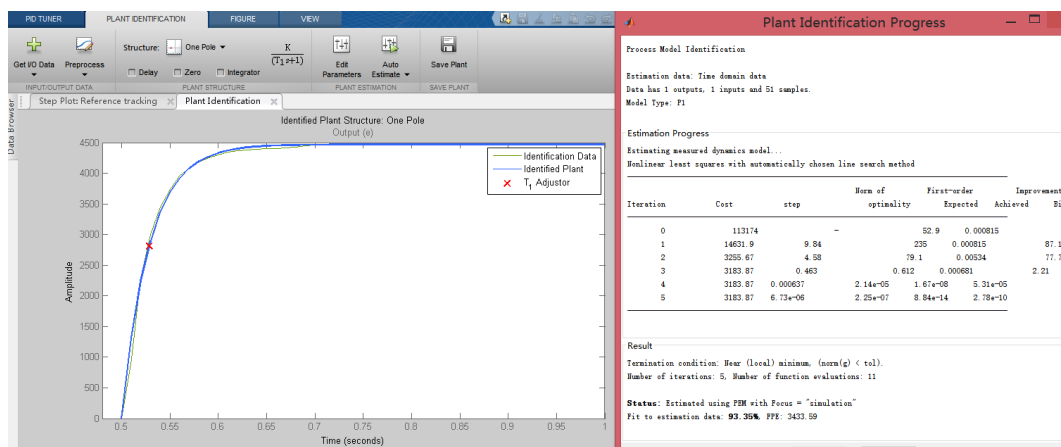 PID TUNER PLANT IDENTIFICATION FIGURE VIEW
Get I/O Data Preprocess
Structure: One Pole
Delay Zero Integrator
K
(T1s+1)
Edit Parameters
Auto Estimate
Save Plant
INPUT/OUTPUT DATA PLANT STRUCTURE PLANT ESTIMATION SAVE PLANT
Data Browser
Step Plot: Reference tracking Plant Identification
Identified Plant Structure: One Pole
Output (e)
Amplitude
4500
4000
3500
3000
2500
2000
1500
1000
500
0
Identification Data
Identified Plant
T1 Adjustor
0.5 0.55 0.6 0.65 0.7 0.75 0.8 0.85 0.9 0.95 1
Time (seconds)
Plant Identification Progress
Process Model Identification
Estimation data: Time domain data
Data has 1 outputs, 1 inputs and 51 samples.
Model Type: P1
Estimation Progress
Estimating measured dynamics model...
Nonlinear least squares with automatically chosen line search method
Norm of First-order Improvement
Iteration Cost step optimality Expected Achieved Bi
0 113174 - 52.9 0.000815
1 14631.9 9.84 235 0.000815 87.1
2 3255.67 4.58 79.1 0.00534 77.7
3 3183.87 0.463 0.612 0.000681 2.21
4 3183.87 0.000637 2.14e-05 1.67e-08 5.31e-05
5 3183.87 6.73e-06 2.25e-07 8.84e-14 2.78e-10
Result
Termination condition: Near (local) minimum, (norm(g) < tol).
Number of iterations: 5, Number of function evaluations: 11
Status: Estimated using PEM with Focus = "simulation"
Fit to estimation data: 93.35%, FPE: 3433.59